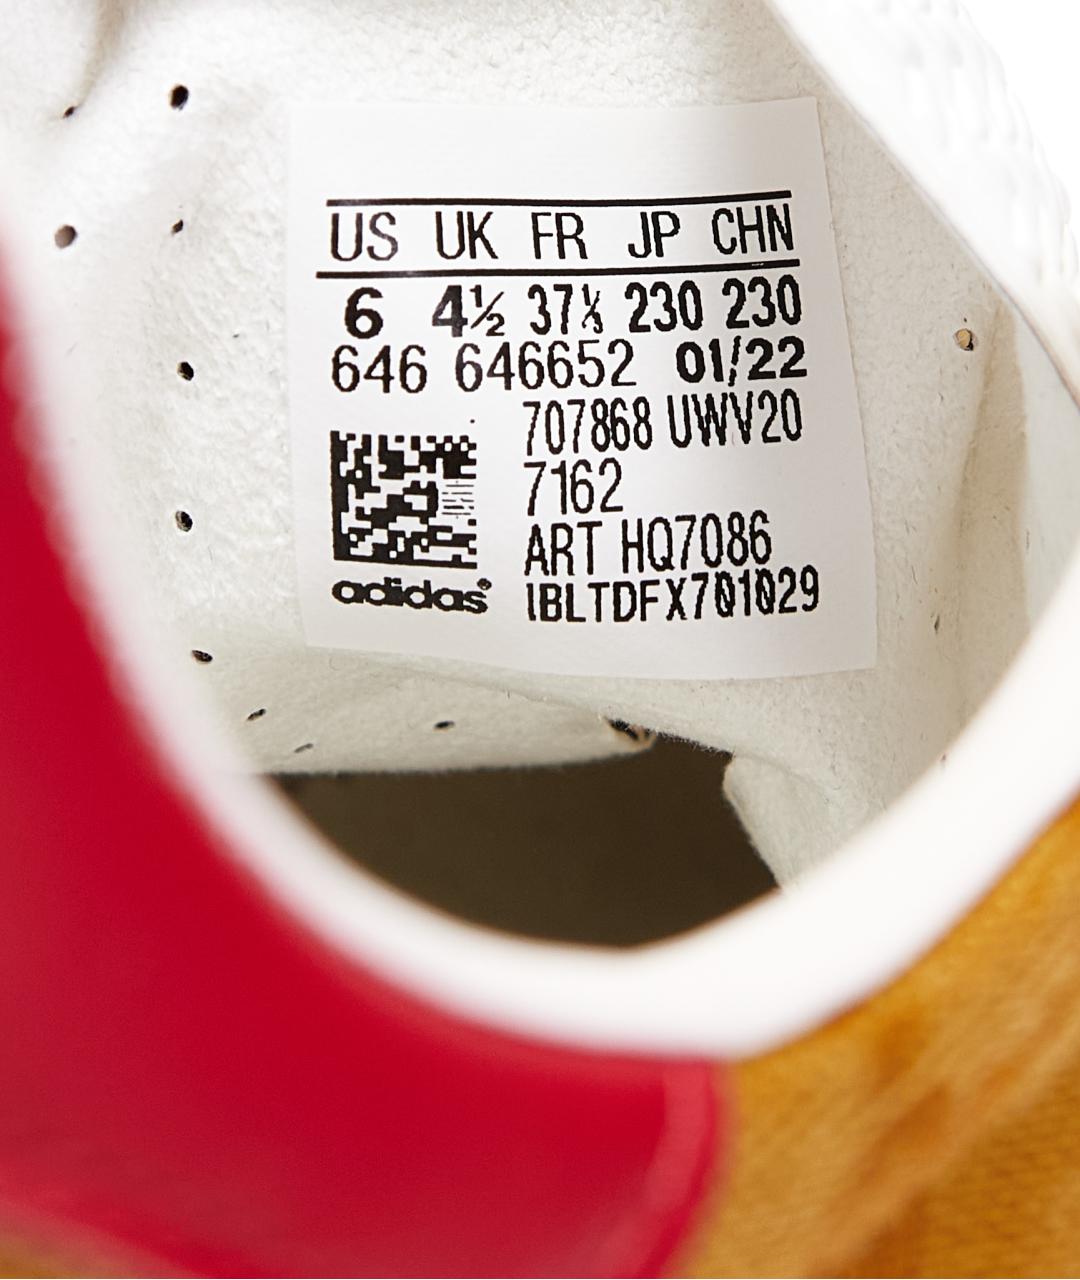 US UK FR JP CHN
6 4½ 37⅓ 230 230
646 646652 01/22
707868 UWV20
7162
ART HQ7086
adidas®
IBLTDFX701029